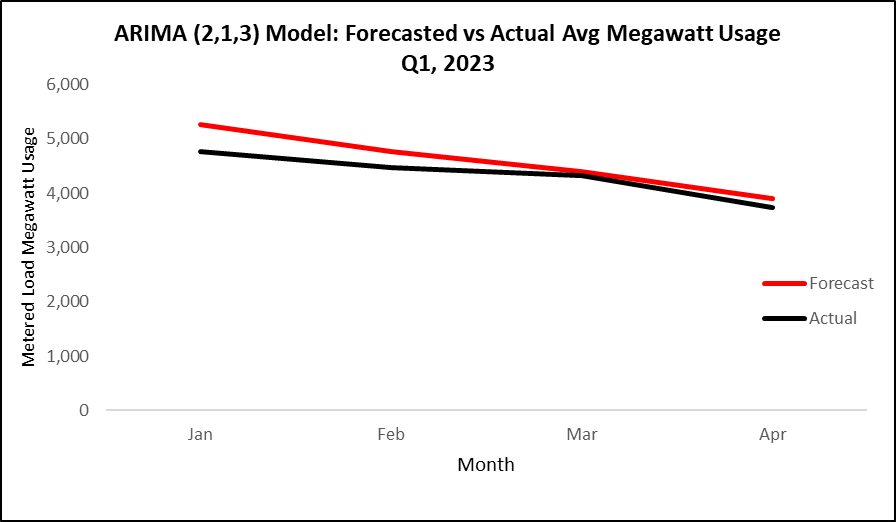 ARIMA (2,1,3) Model: Forecasted vs Actual Avg Megawatt Usage
Q1, 2023
Metered Load Megawatt Usage
6,000
5,000
4,000
3,000
2,000
1,000
0
Forecast
Actual
Jan Feb Mar Apr
Month